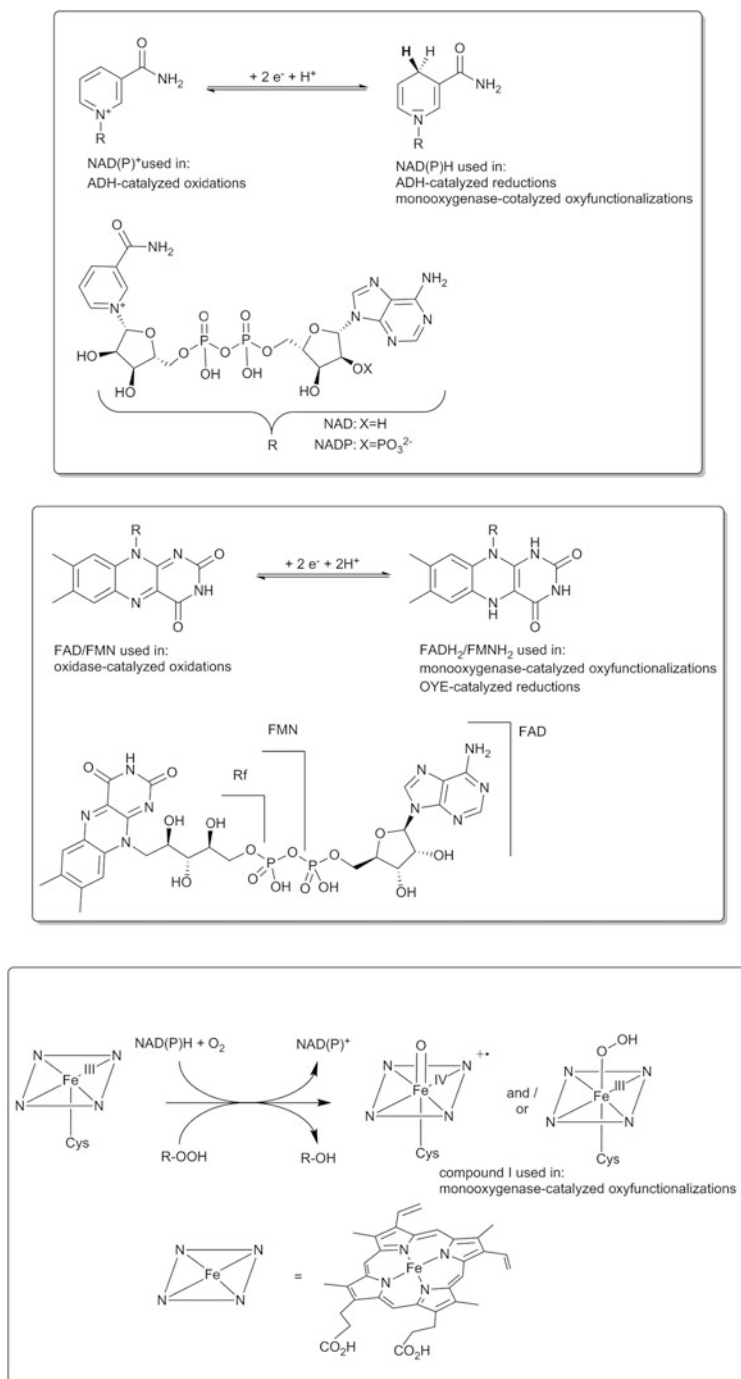 O
NH₂
N⁺
R
+ 2 e⁻ + H⁺
H H O
NH₂
N
R
NAD(P)⁺used in:
ADH-catalyzed oxidations
NAD(P)H used in:
ADH-catalyzed reductions
monooxygenase-cotalyzed oxyfunctionalizations
O
NH₂
N⁺
O
HO
HO
O
O
P
OH
O
O
P
OH
O
O
HO
OX
N
N
N
N
NH₂
R
NAD: X=H
NADP: X=PO₃²⁻
R
N N O
NH
N
O
+ 2 e⁻ + 2H⁺
R H
N N O
NH
N
H
O
FAD/FMN used in:
oxidase-catalyzed oxidations
FADH₂/FMNH₂ used in:
monooxygenase-catalyzed oxyfunctionalizations
OYE-catalyzed reductions
FMN
FAD
Rf
H
O N O
N N
N
OH OH
OH
O
P
O OH
O
P
O OH
O
O
OH
OH
N
N
N
N
NH₂
NAD(P)H + O₂
NAD(P)⁺
N N
Fe III
N N
Cys
R-OOH
R-OH
O
N N
Fe IV
N N
Cys
+•
and /
or
OH
O
N N
Fe III
N N
Cys
compound I used in:
monooxygenase-catalyzed oxyfunctionalizations
N N
Fe
N N
=
N N
Fe
N N
CO₂H
CO₂H